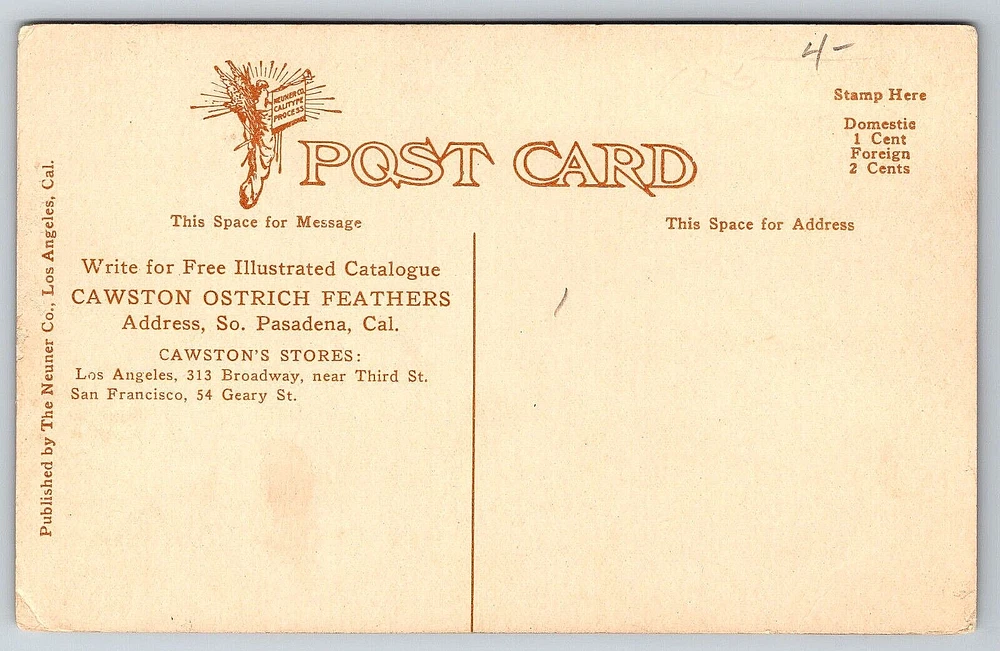 4-
NEUNER CO.
CALITYPE
PROCESS
POST CARD
Stamp Here
Domestic
1 Cent
Foreign
2 Cents
This Space for Message
This Space for Address
Write for Free Illustrated Catalogue
CAWSTON OSTRICH FEATHERS
Address, So. Pasadena, Cal.
CAWSTON'S STORES:
Los Angeles, 313 Broadway, near Third St.
San Francisco, 54 Geary St.
Published by The Neuner Co., Los Angeles, Cal.